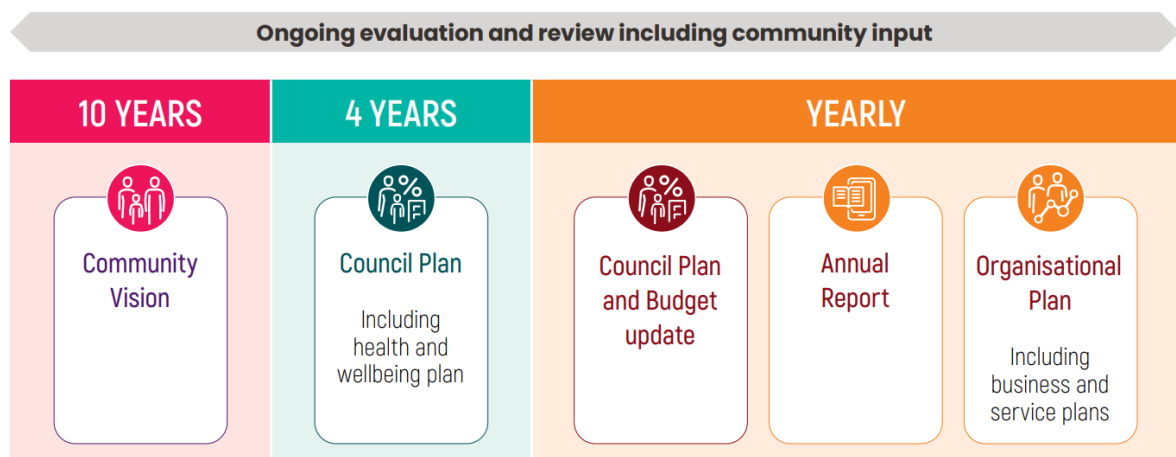 Ongoing evaluation and review including community input
10 YEARS
4 YEARS
YEARLY
Community
Vision
Council Plan
Including
health and
wellbeing plan
Council Plan
and Budget
update
Annual
Report
Organisational
Plan
Including
business and
service plans